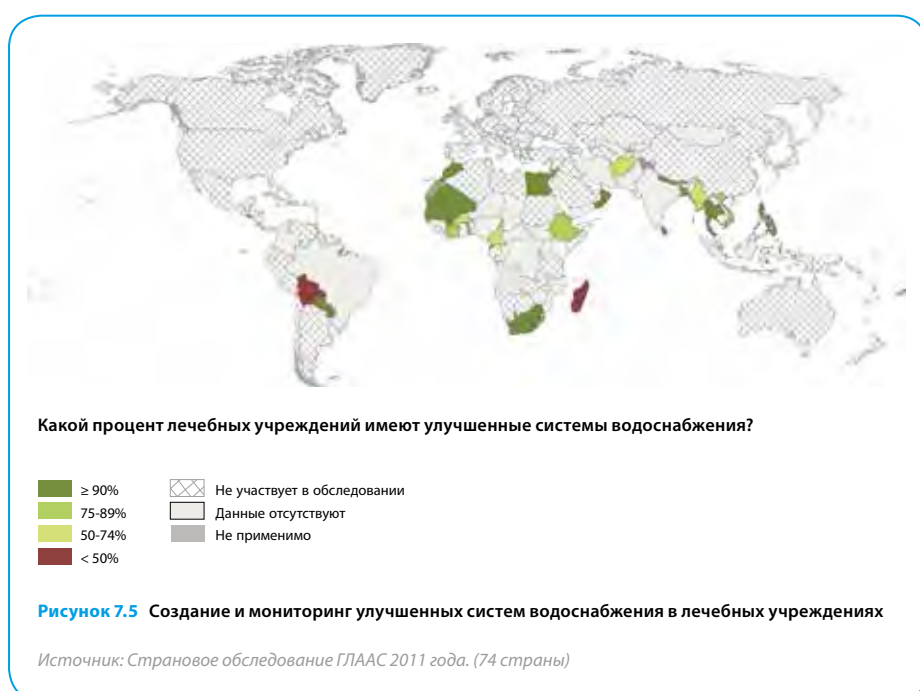 Какой процент лечебных учреждений имеют улучшенные системы водоснабжения?
≥ 90%
75-89%
50-74%
< 50%
Не участвует в обследовании
Данные отсутствуют
Не применимо
Рисунок 7.5 Создание и мониторинг улучшенных систем водоснабжения в лечебных учреждениях
Источник: Страновое обследование ГЛААС 2011 года. (74 страны)